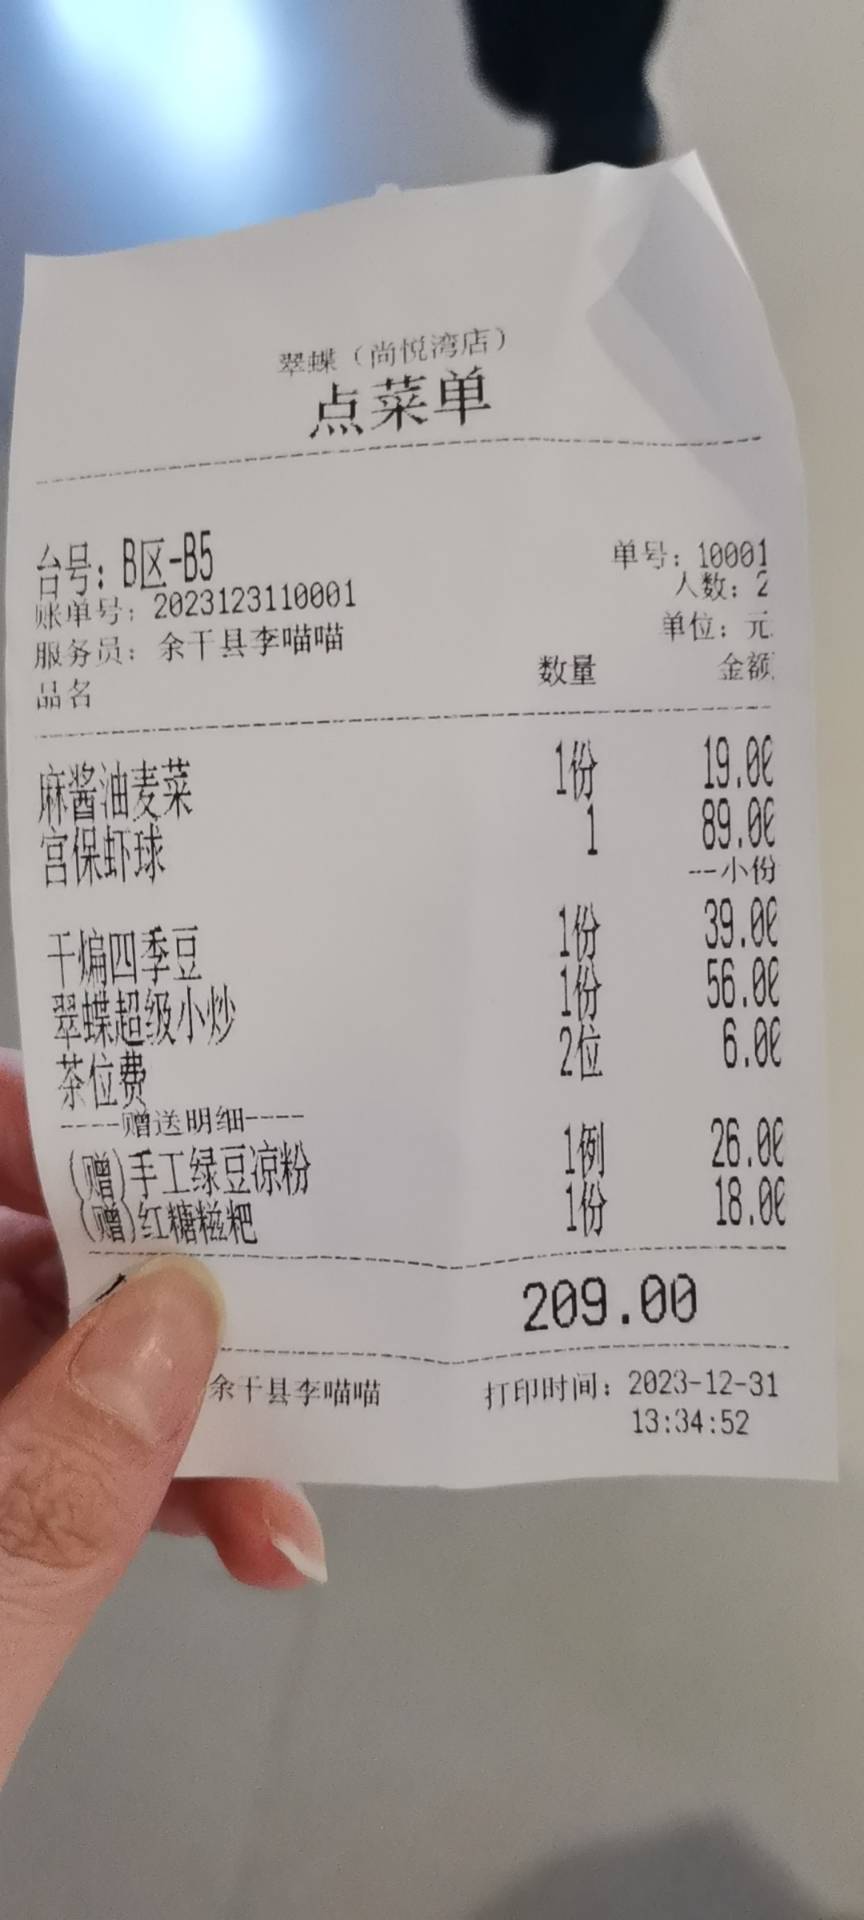 翠蝶（尚悦湾店）
点菜单
台号：B区-B5 单号：10001
账单号：2023123110001 人数：2
服务员：余干县李喵喵 单位：元
品名 数量 金额
麻酱油麦菜 1份 19.00
宫保虾球 1 89.00
--小份
干煸四季豆 1份 39.00
翠蝶超级小炒 1份 56.00
茶位费 2位 6.00
----赠送明细----
(赠)手工绿豆凉粉 1例 26.00
(赠)红糖糍粑 1份 18.00
209.00
余干县李喵喵 打印时间：2023-12-31
13:34:52